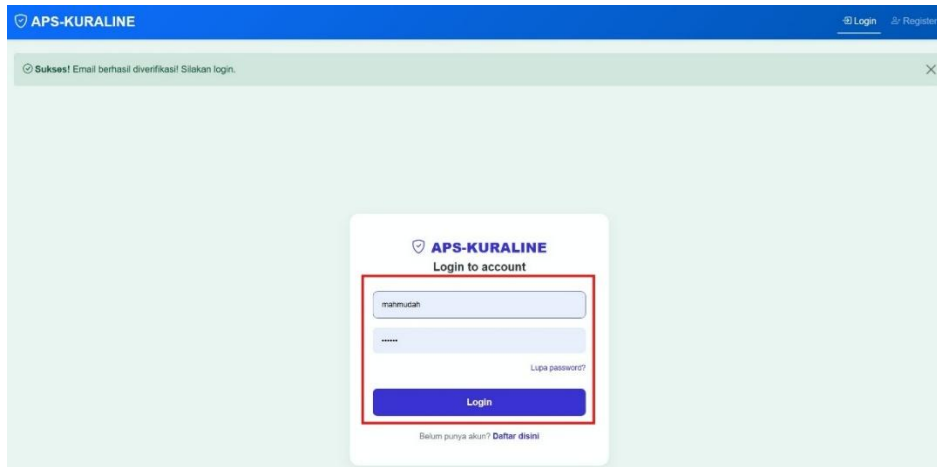 APS-KURALINE
Login Register
Sukses! Email berhasil diverifikasi! Silakan login.
APS-KURALINE
Login to account
mahmudah
••••••
Lupa password?
Login
Belum punya akun? Daftar disini